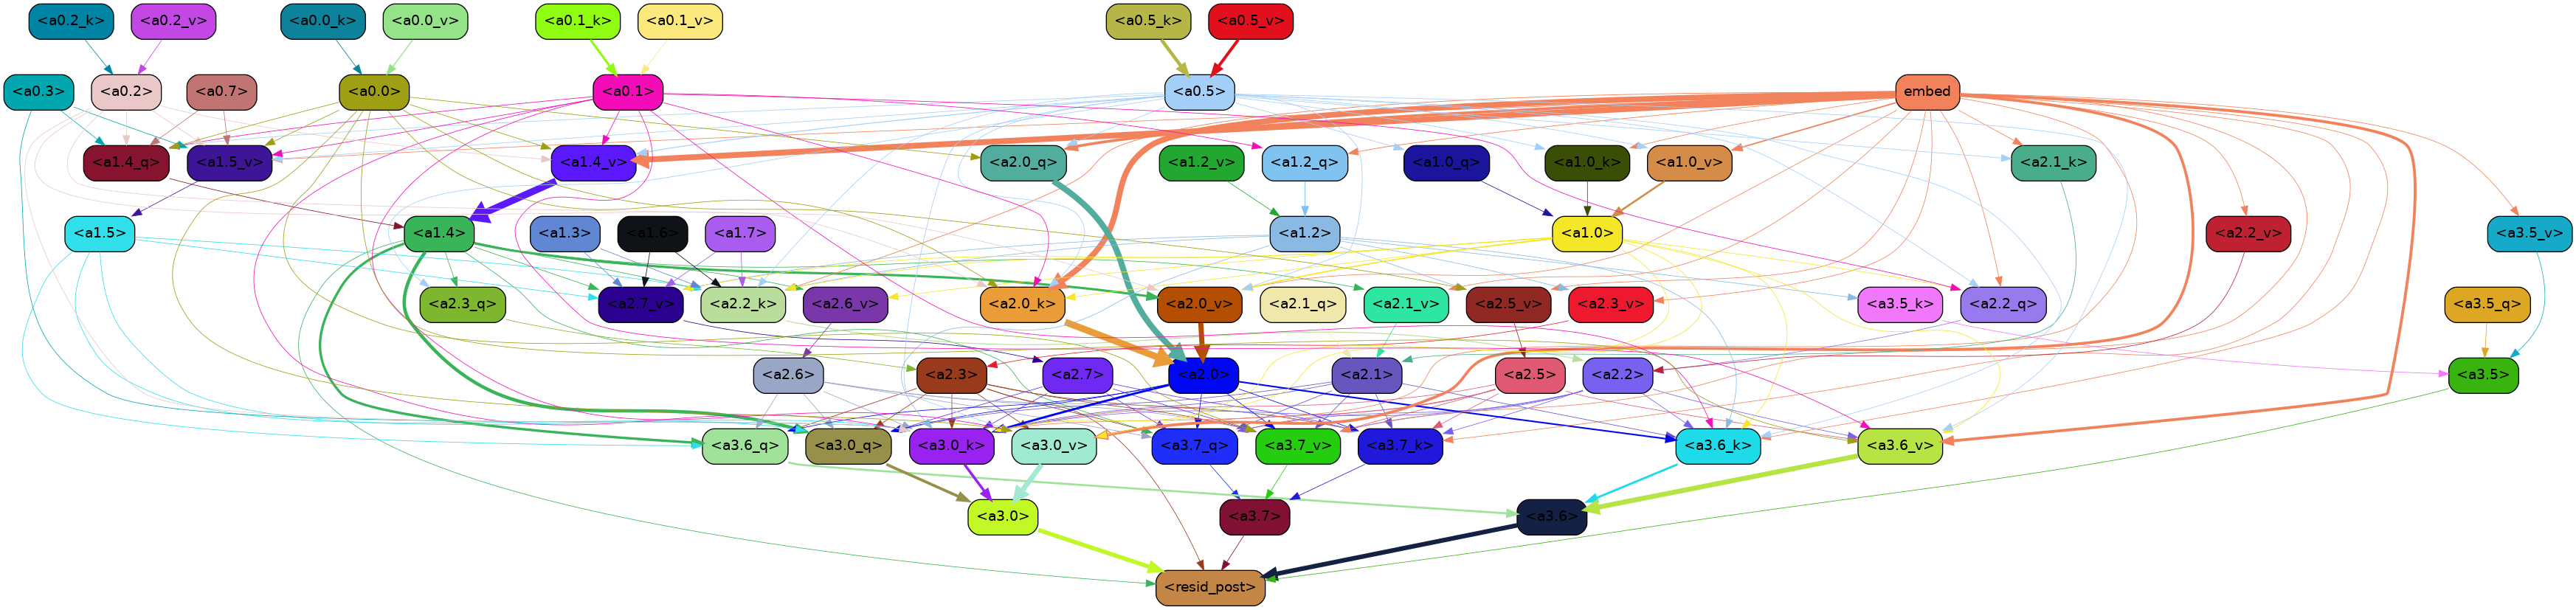 <a0.2_k> <a0.2_v> <a0.0_k> <a0.0_v> <a0.1_k> <a0.1_v> <a0.5_k> <a0.5_v>
<a0.3> <a0.2> <a0.7> <a0.0> <a0.1> <a0.5> embed
<a1.4_q> <a1.5_v> <a1.4_v> <a2.0_q> <a1.2_v> <a1.2_q> <a1.0_q> <a1.0_k> <a1.0_v> <a2.1_k>
<a1.5> <a1.4> <a1.3> <a1.6> <a1.7> <a1.2> <a1.0> <a2.2_v> <a3.5_v>
<a2.3_q> <a2.7_v> <a2.2_k> <a2.6_v> <a2.0_k> <a2.0_v> <a2.1_q> <a2.1_v> <a2.5_v> <a2.3_v> <a3.5_k> <a2.2_q> <a3.5_q>
<a2.6> <a2.3> <a2.7> <a2.0> <a2.1> <a2.5> <a2.2> <a3.5>
<a3.6_q> <a3.0_q> <a3.0_k> <a3.0_v> <a3.7_q> <a3.7_v> <a3.7_k> <a3.6_k> <a3.6_v>
<a3.0> <a3.7> <a3.6>
<resid_post>